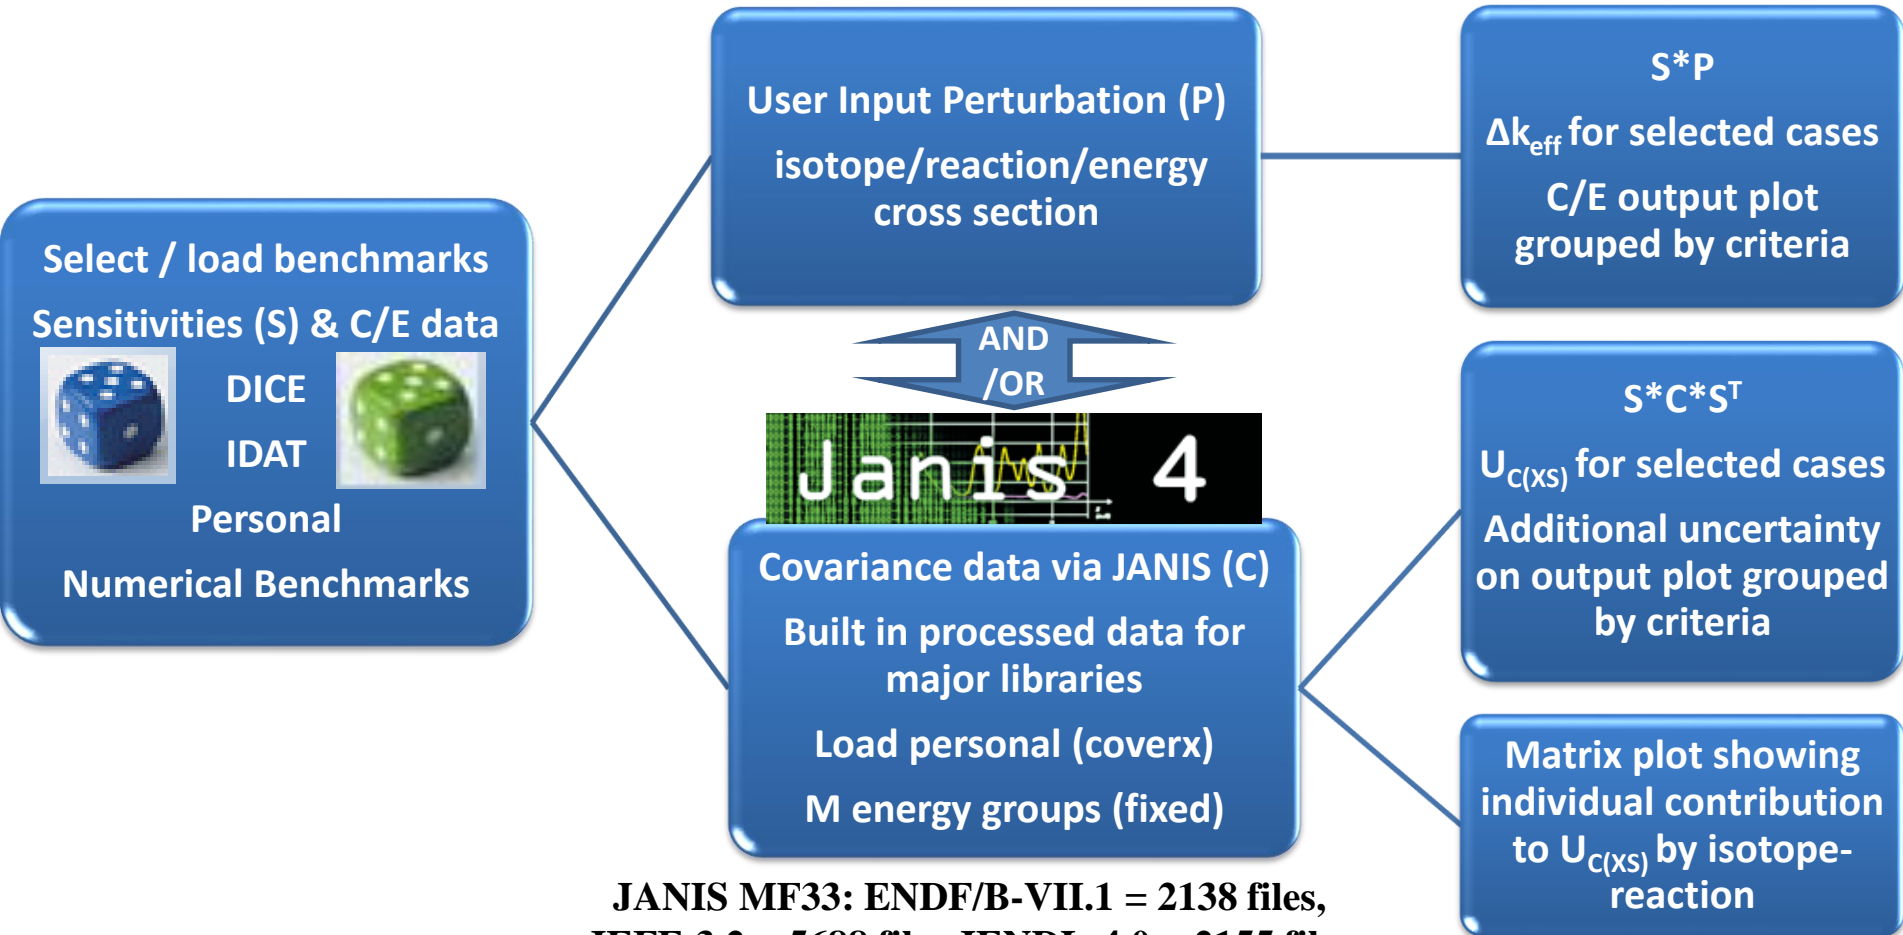 Select / load benchmarks
Sensitivities (S) & C/E data
DICE
IDAT
Personal
Numerical Benchmarks
User Input Perturbation (P)
isotope/reaction/energy
cross section
AND
/OR
Janis 4
Covariance data via JANIS (C)
Built in processed data for
major libraries
Load personal (coverx)
M energy groups (fixed)
S*P
Δk_eff for selected cases
C/E output plot
grouped by criteria
S*C*S^T
U_C(XS) for selected cases
Additional uncertainty
on output plot grouped
by criteria
Matrix plot showing
individual contribution
to U_C(XS) by isotope-
reaction
JANIS MF33: ENDF/B-VII.1 = 2138 files,